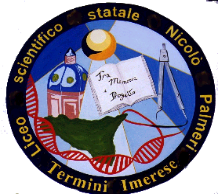 Liceo scientifico statale Nicolò Palmeri
Termini Imerese
Tra
Memoria
e
Progetto